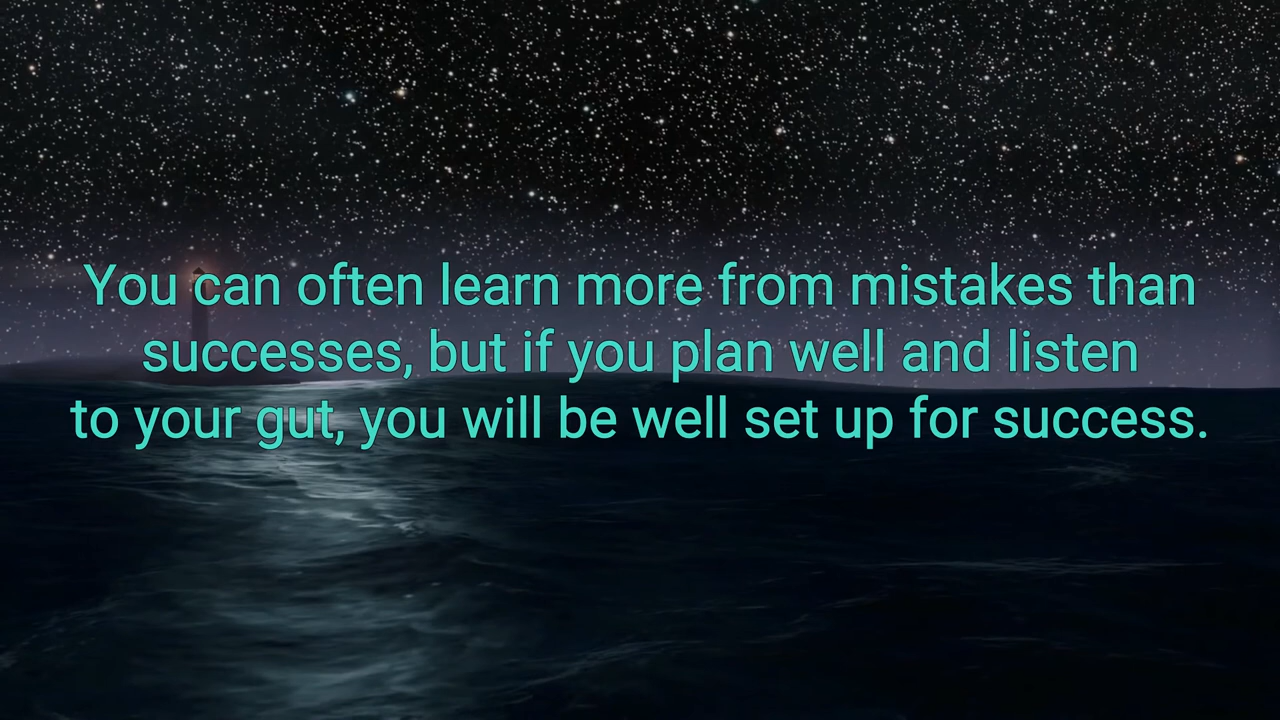 You can often learn more from mistakes than
successes, but if you plan well and listen
to your gut, you will be well set up for success.